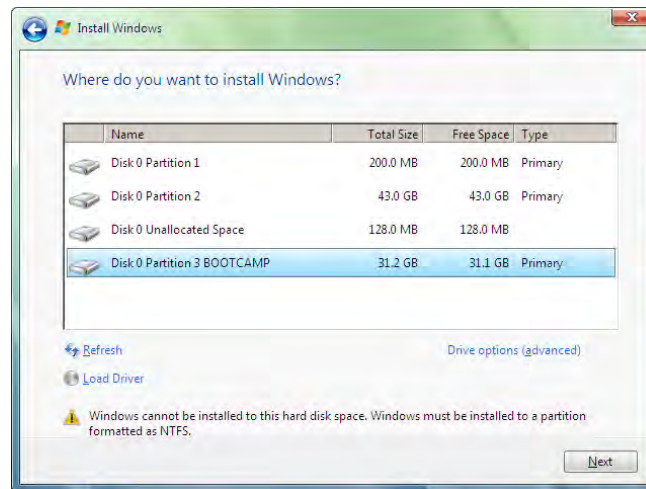 Install Windows
Where do you want to install Windows?
Name Total Size Free Space Type
Disk 0 Partition 1 200.0 MB 200.0 MB Primary
Disk 0 Partition 2 43.0 GB 43.0 GB Primary
Disk 0 Unallocated Space 128.0 MB 128.0 MB
Disk 0 Partition 3 BOOTCAMP 31.2 GB 31.1 GB Primary
Refresh Drive options (advanced)
Load Driver
Windows cannot be installed to this hard disk space. Windows must be installed to a partition
formatted as NTFS.
Next